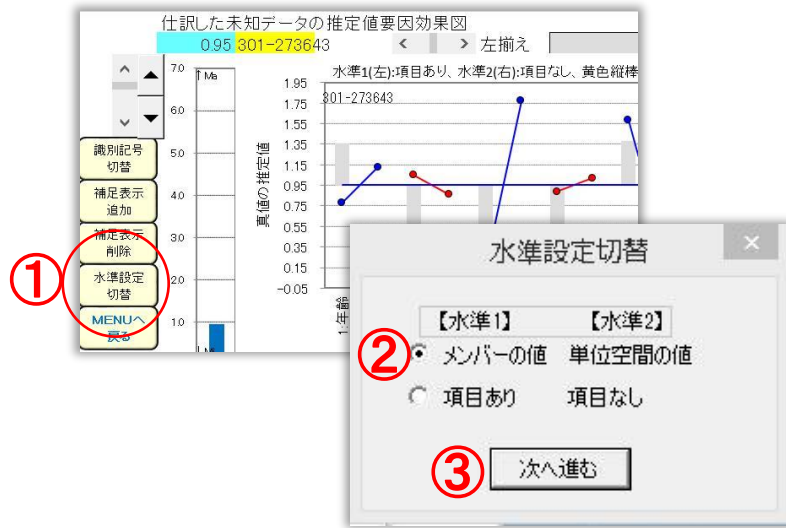 仕訳した未知データの推定値要因効果図
0.95 301-273643 < > 左揃え
水準1(左):項目あり、水準2(右):項目なし、黄色縦棒
301-273643
7.0
6.0
5.0
4.0
3.0
2.0
1.0
↑Ma
真値の推定値
1.95
1.75
1.55
1.35
1.15
0.95
0.75
0.55
0.35
0.15
-0.05
1:年齢
識別記号
切替
補足表示
追加
補足表示
削除
水準設定
切替
MENUへ
戻る
①
水準設定切替
×
【水準1】 【水準2】
② メンバーの値 単位空間の値
項目あり 項目なし
③ 次へ進む